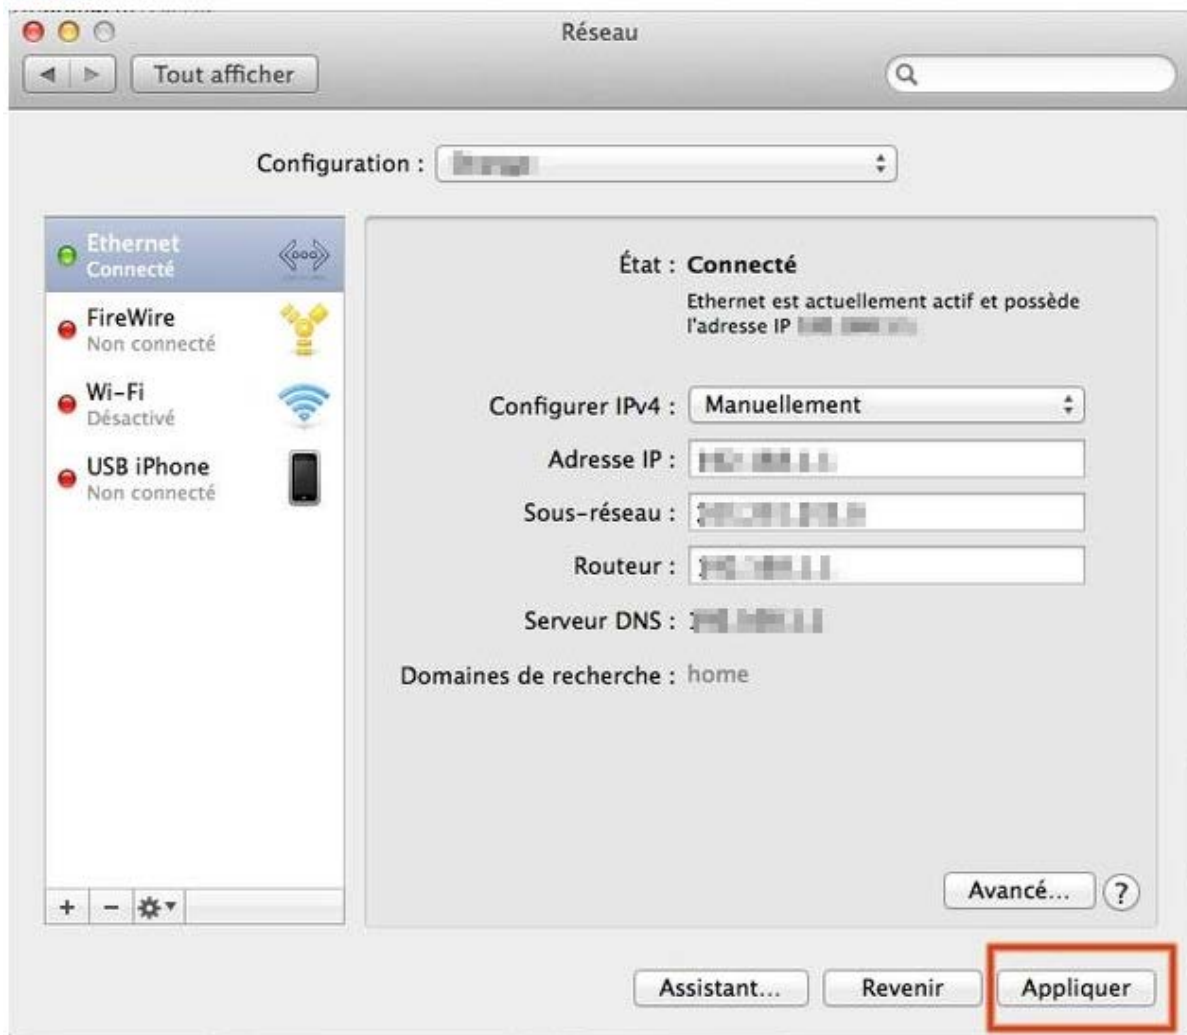 Réseau
Tout afficher
Configuration :
Ethernet
Connecté
FireWire
Non connecté
Wi-Fi
Désactivé
USB iPhone
Non connecté
État : Connecté
Ethernet est actuellement actif et possède
l'adresse IP
Configurer IPv4 : Manuellement
Adresse IP :
Sous-réseau :
Routeur :
Serveur DNS :
Domaines de recherche : home
Avancé...
?
Assistant...
Revenir
Appliquer